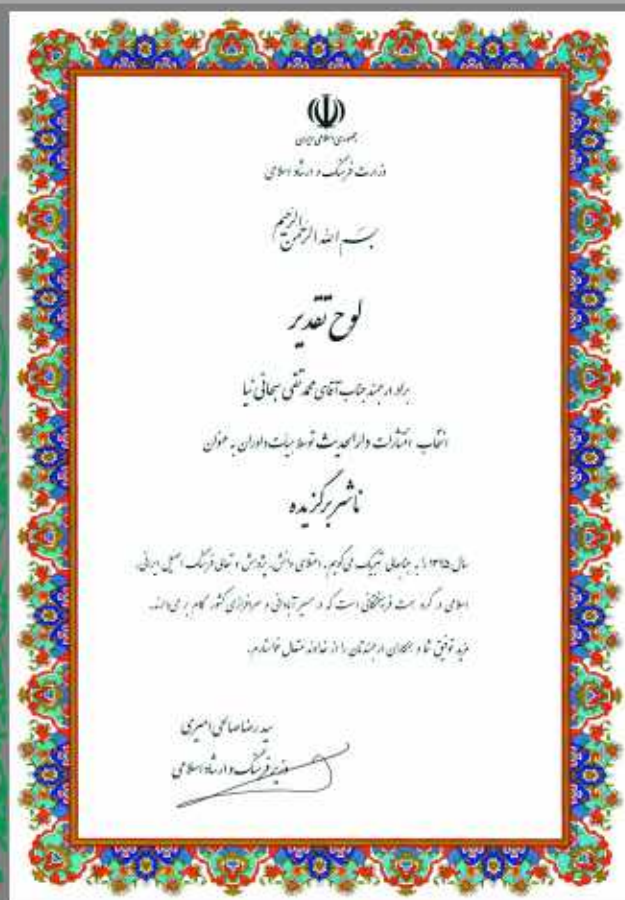 جمهوری اسلامی ایران
وزارت فرهنگ و ارشاد اسلامی
بسم الله الرحمن الرحیم
لوح تقدیر
برادر ارجمند جناب آقای محمد تقی سبحانی نیا
انتخاب انتشارات دارالحدیث توسط هیات داوران به عنوان
ناشر برگزیده
سال ۱۳۹۵ را به جنابعالی تبریک می‌گویم. اعتلای دانش، پژوهش و تعالی فرهنگ اصیل ایرانی،
اسلامی در گرو همت فرهیختگانی است که در مسیر آبادانی و سرافرازی کشور گام بر می‌دارند.
مزید توفیق شما و همکاران ارجمندتان را از خداوند متعال خواستارم.
سید رضا صالحی امیری
وزیر فرهنگ و ارشاد اسلامی